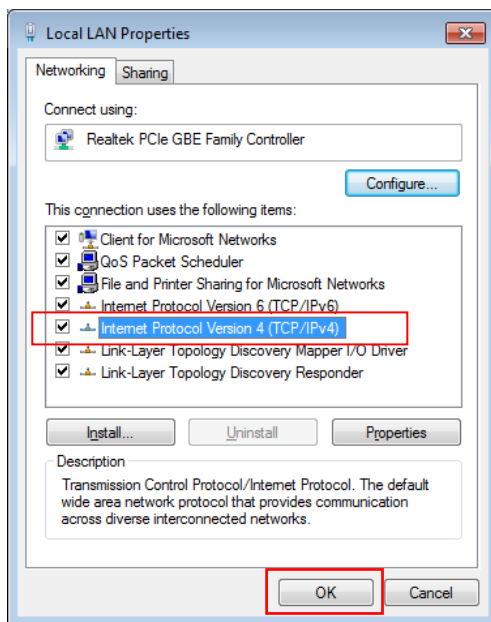 Local LAN Properties
Networking
Sharing
Connect using:
Realtek PCIe GBE Family Controller
Configure...
This connection uses the following items:
Client for Microsoft Networks
QoS Packet Scheduler
File and Printer Sharing for Microsoft Networks
Internet Protocol Version 6 (TCP/IPv6)
Internet Protocol Version 4 (TCP/IPv4)
Link-Layer Topology Discovery Mapper I/O Driver
Link-Layer Topology Discovery Responder
Install...
Uninstall
Properties
Description
Transmission Control Protocol/Internet Protocol. The default
wide area network protocol that provides communication
across diverse interconnected networks.
OK
Cancel